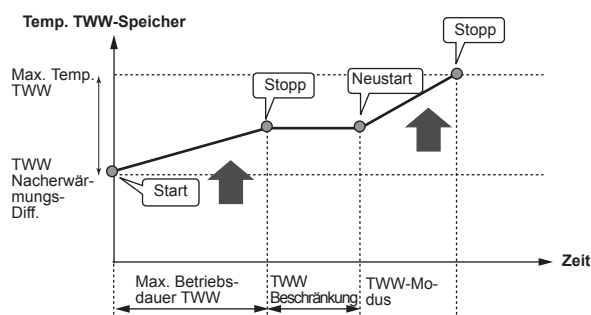 Temp. TWW-Speicher
Stopp
Max. Temp.
TWW
Stopp
Neustart
TWW
Nacherwär-
mungs-
Diff.
Start
Zeit
Max. Betriebs-
dauer TWW
TWW
Beschränkung
TWW-Mo-
dus